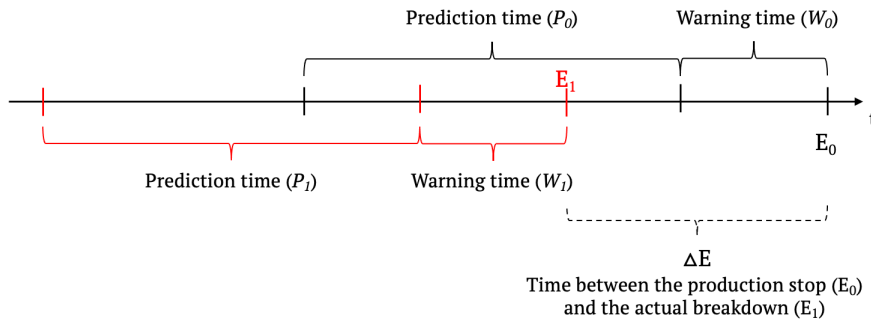 Prediction time (P0)
Warning time (W0)
E1
t
E0
Prediction time (P1)
Warning time (W1)
△E
Time between the production stop (E0)
and the actual breakdown (E1)